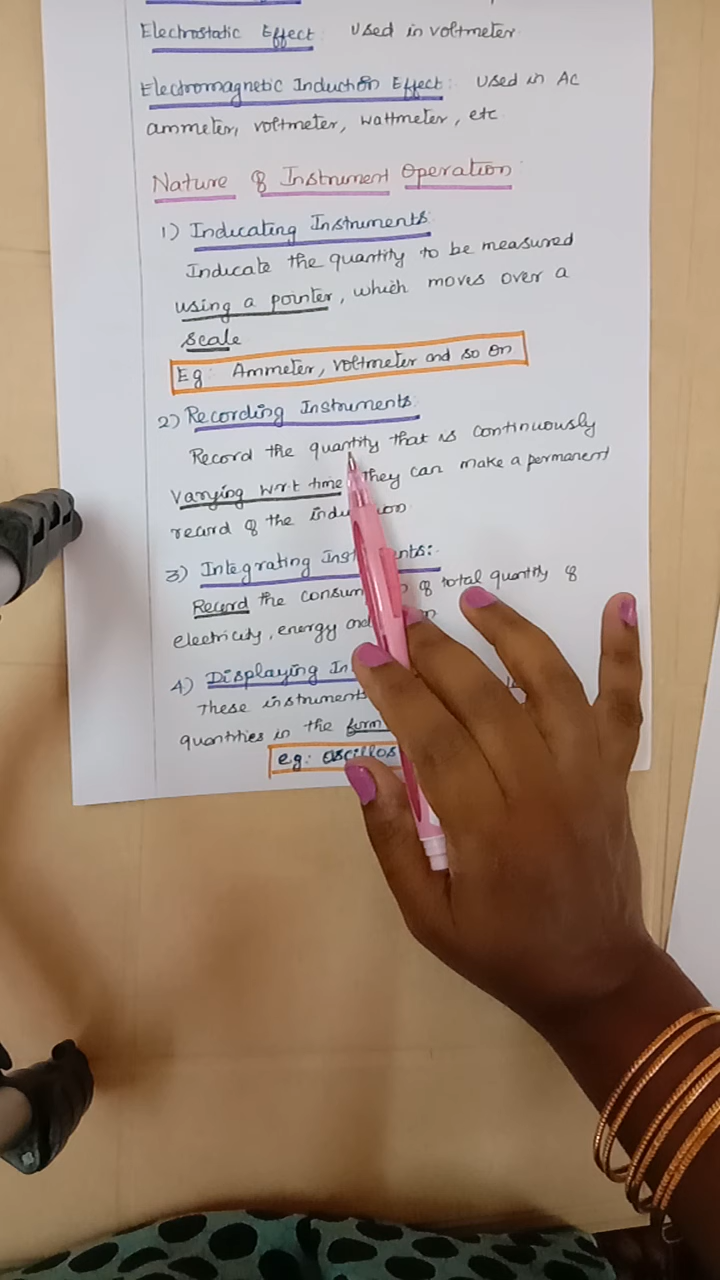 Electrostatic Effect: Used in voltmeter
Electromagnetic Induction Effect: Used in AC
ammeter, voltmeter, wattmeter, etc
Nature of Instrument Operation:
1) Indicating Instruments:
Indicate the quantity to be measured
using a pointer, which moves over a
scale
Eg: Ammeter, voltmeter and so on
2) Recording Instruments:
Record the quantity that is continuously
Varying w.r.t time. They can make a permanent
record of the
3) Integrating
Record the of total quantity of
electricity, energy and
4) Displaying
These instruments
quantities in the form
e.g: